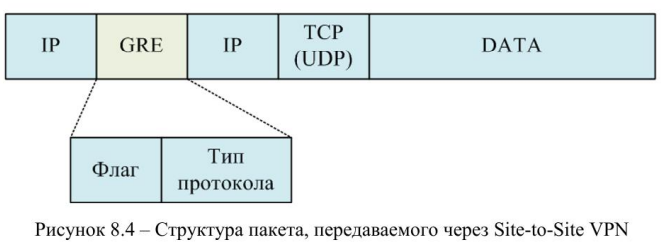 IP GRE IP TCP (UDP) DATA
Флаг Тип протокола
Рисунок 8.4 – Структура пакета, передаваемого через Site-to-Site VPN